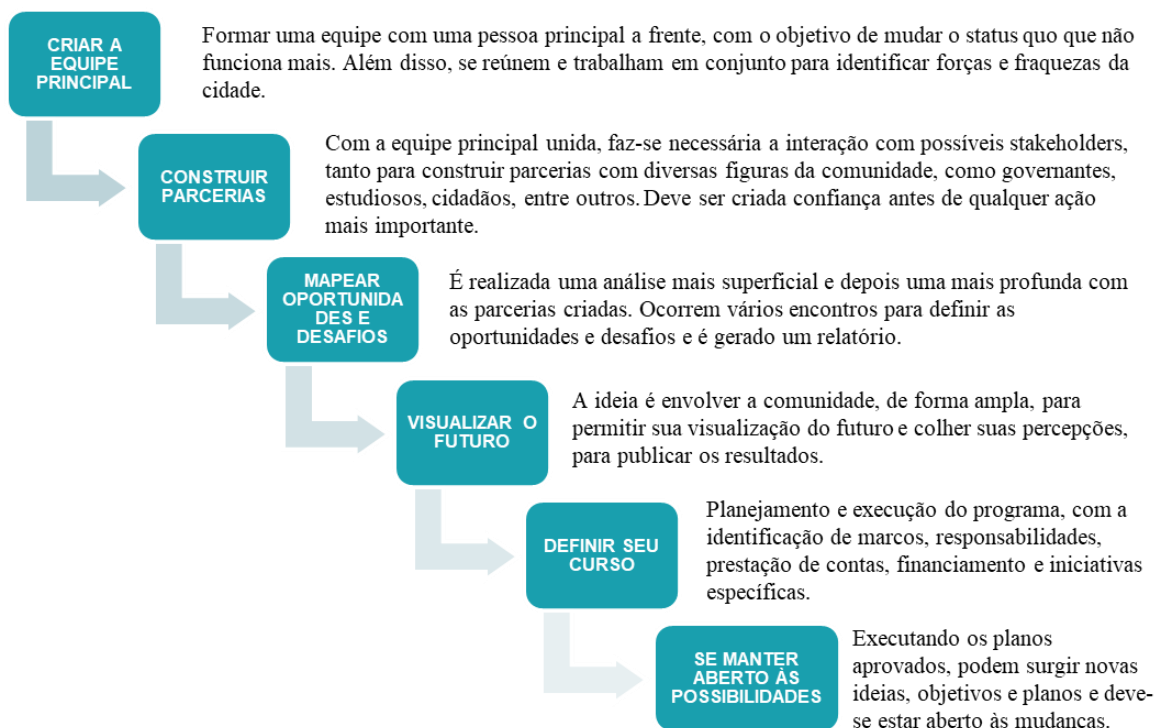 CRIAR A
EQUIPE
PRINCIPAL
Formar uma equipe com uma pessoa principal a frente, com o objetivo de mudar o status quo que não
funciona mais. Além disso, se reúnem e trabalham em conjunto para identificar forças e fraquezas da
cidade.
CONSTRUIR
PARCERIAS
Com a equipe principal unida, faz-se necessária a interação com possíveis stakeholders,
tanto para construir parcerias com diversas figuras da comunidade, como governantes,
estudiosos, cidadãos, entre outros. Deve ser criada confiança antes de qualquer ação
mais importante.
MAPEAR
OPORTUNIDA
DES E
DESAFIOS
É realizada uma análise mais superficial e depois uma mais profunda com
as parcerias criadas. Ocorrem vários encontros para definir as
oportunidades e desafios e é gerado um relatório.
VISUALIZAR O
FUTURO
A ideia é envolver a comunidade, de forma ampla, para
permitir sua visualização do futuro e colher suas percepções,
para publicar os resultados.
DEFINIR SEU
CURSO
Planejamento e execução do programa, com a
identificação de marcos, responsabilidades,
prestação de contas, financiamento e iniciativas
específicas.
SE MANTER
ABERTO ÀS
POSSIBILIDADES
Executando os planos
aprovados, podem surgir novas
ideias, objetivos e planos e deve-
se estar aberto às mudanças.